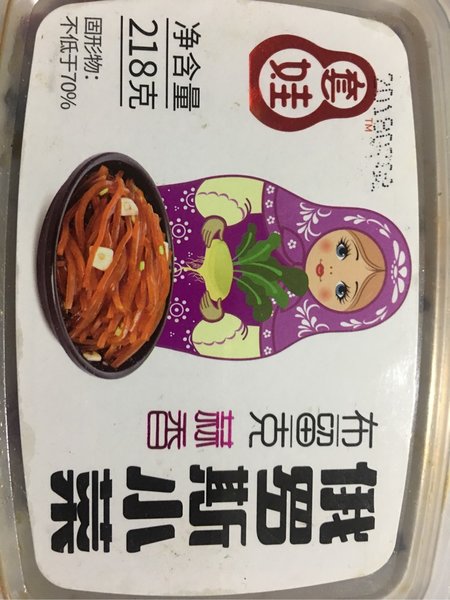 套娃
TM
俄罗斯小菜
布留克 蒜香
净含量
218克
固形物:
不低于70%